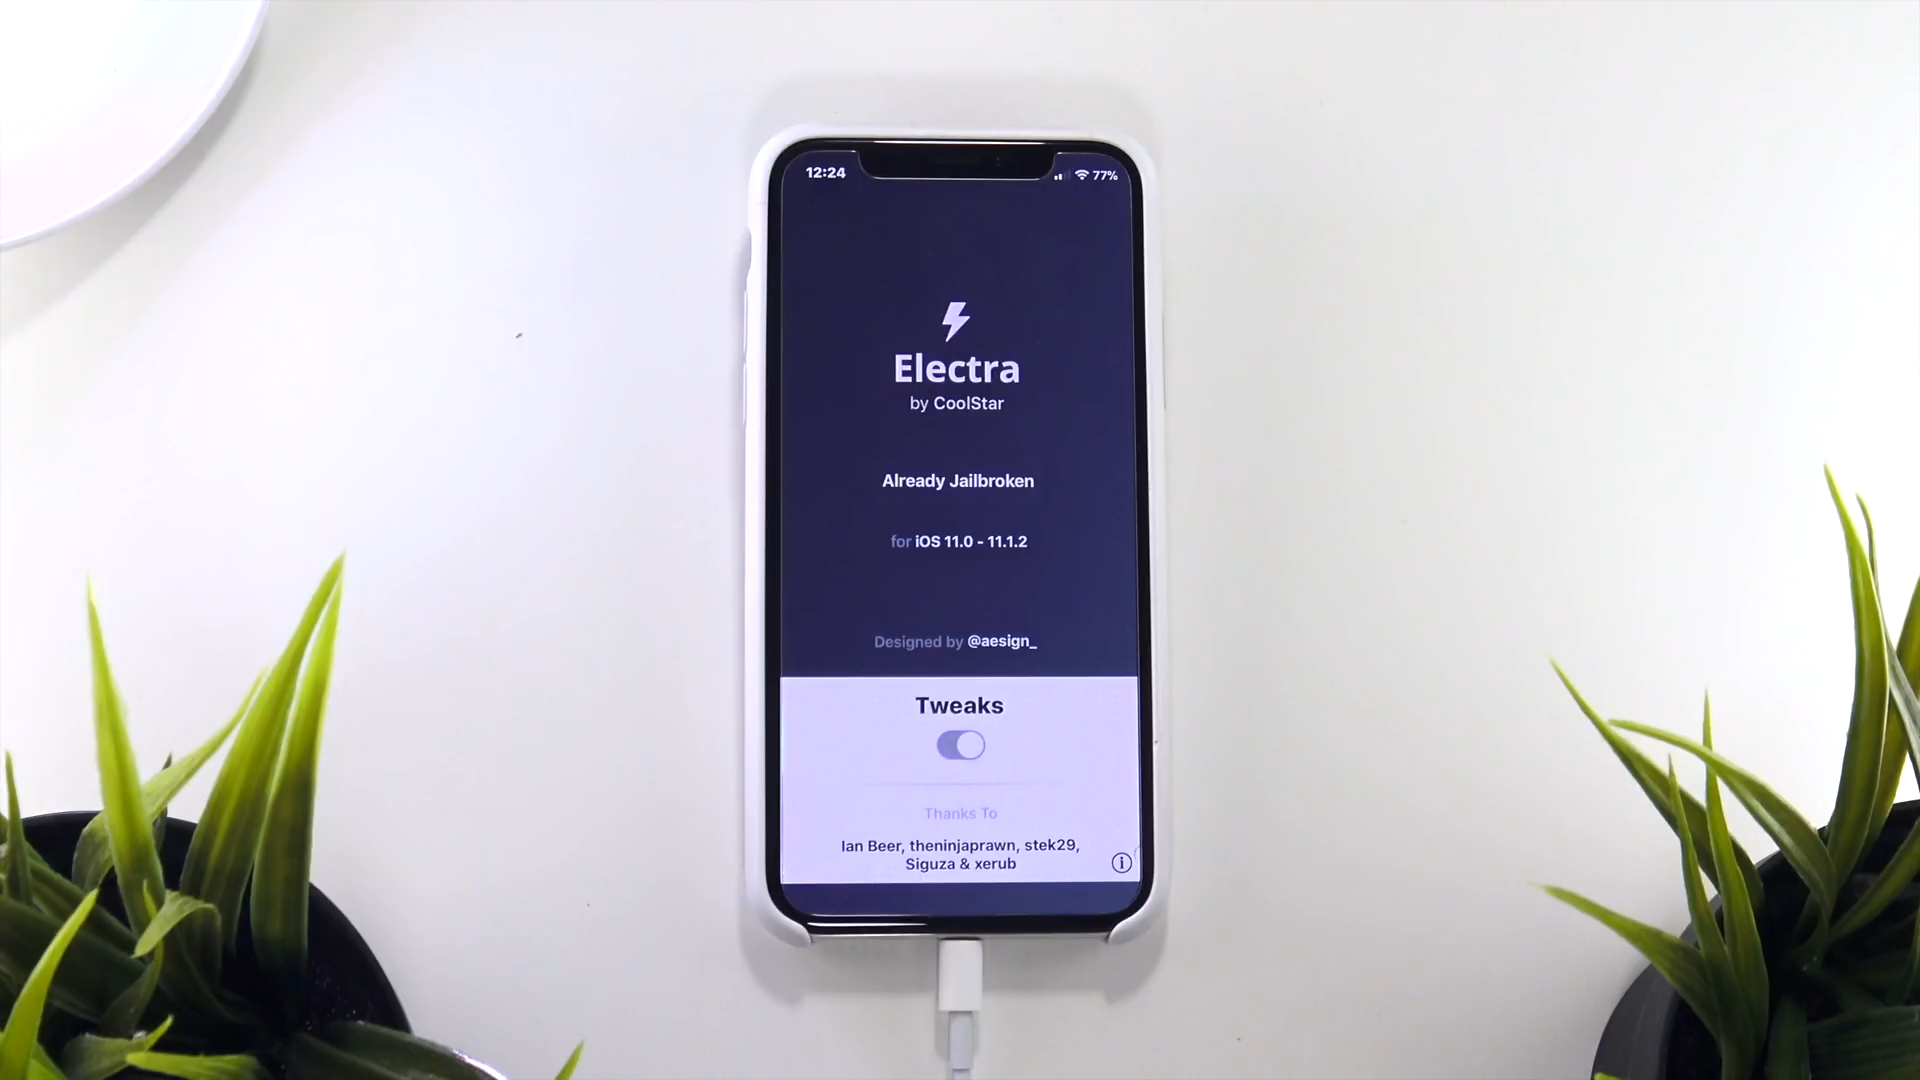 12:24
77%
Electra
by CoolStar
Already Jailbroken
for iOS 11.0 - 11.1.2
Designed by @aesign_
Tweaks
Thanks To
Ian Beer, theninjaprawn, stek29,
Siguza & xerub